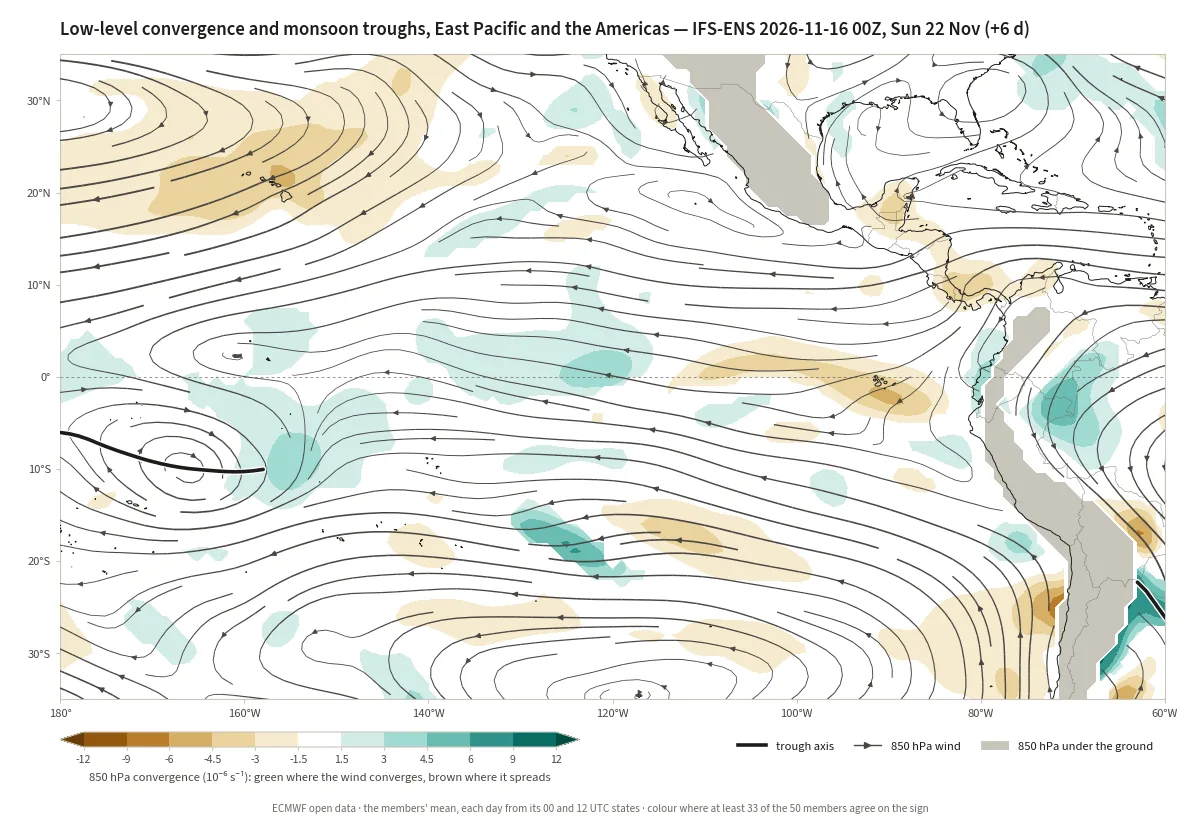 Low-level convergence and monsoon troughs, East Pacific and the Americas — IFS-ENS 2026-11-16 00Z, Sun 22 Nov (+6 d)
30°N
20°N
10°N
0°
10°S
20°S
30°S
180° 160°W 140°W 120°W 100°W 80°W 60°W
-12 -9 -6 -4.5 -3 -1.5 1.5 3 4.5 6 9 12
850 hPa convergence (10⁻⁶ s⁻¹): green where the wind converges, brown where it spreads
trough axis 850 hPa wind 850 hPa under the ground
ECMWF open data · the members' mean, each day from its 00 and 12 UTC states · colour where at least 33 of the 50 members agree on the sign